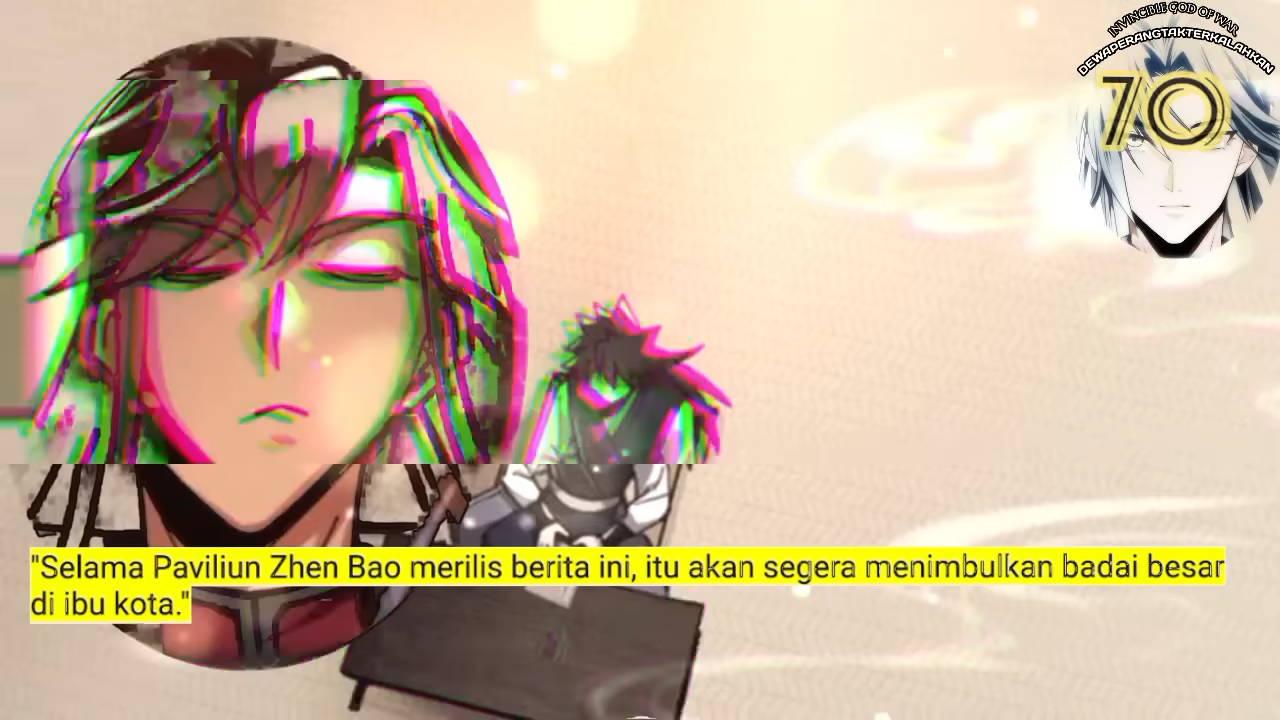 INVINCIBLE GOD OF WAR
DEWAPERANGTAKTERKALAHKAN
70
"Selama Paviliun Zhen Bao merilis berita ini, itu akan segera menimbulkan badai besar
di ibu kota."